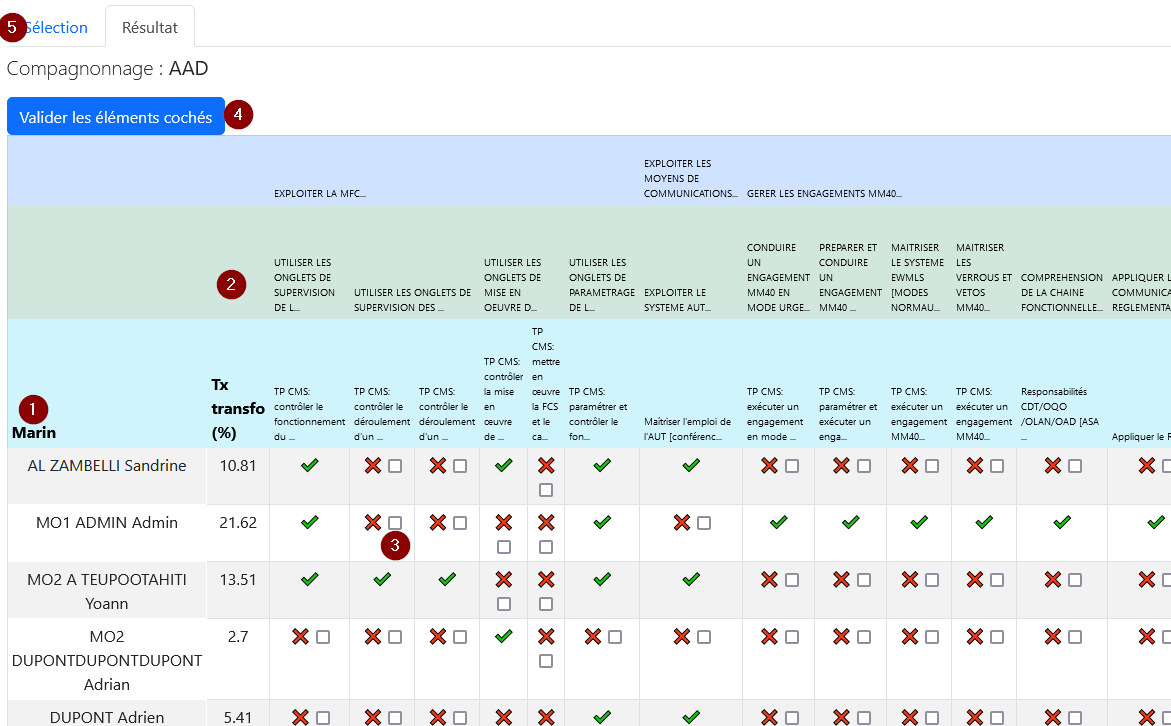 5 Sélection Résultat
Compagnonnage : AAD
Valider les éléments cochés 4
EXPLOITER LA MFC...
EXPLOITER LES
MOYENS DE
COMMUNICATIONS...
GERER LES ENGAGEMENTS MM40...
2
UTILISER LES
ONGLETS DE
SUPERVISION
DE L...
UTILISER LES ONGLETS DE
SUPERVISION DES ...
UTILISER LES
ONGLETS DE
MISE EN
OEUVRE D...
UTILISER LES
ONGLETS DE
PARAMETRAGE
DE L...
EXPLOITER LE
SYSTEME AUT...
CONDUIRE
UN
ENGAGEMENT
MM40 EN
MODE URGE...
PREPARER ET
CONDUIRE
UN
ENGAGEMENT
MM40 ...
MAITRISER
LE SYSTEME
EWMLS
[MODES
NORMAU...
MAITRISER
LES
VERROUS ET
VETOS
MM40...
COMPREHENSION
DE LA CHAINE
FONCTIONNELLE...
APPLIQUER L
COMMUNICA
REGLEMENTA
1
Marin
Tx
transfo
(%)
TP CMS:
contrôler le
fonctionnement
du ...
TP CMS:
contrôler le
déroulement
d'un ...
TP CMS:
contrôler le
déroulement
d'un ...
TP CMS:
contrôler
la mise
en
œuvre
de ...
TP
CMS:
mettre
en
œuvre
la FCS
et le
ca...
TP CMS:
paramétrer et
contrôler le
fon...
Maîtriser l'emploi de
l'AUT [conférenc...
TP CMS:
exécuter un
engagement
en mode ...
TP CMS:
paramétrer et
exécuter un
enga...
TP CMS:
exécuter un
engagement
MM40...
TP CMS:
exécuter un
engagement
MM40...
Responsabilités
CDT/OQO
/OLAN/OAD [ASA
...
Appliquer le R
AL ZAMBELLI Sandrine 10.81
MO1 ADMIN Admin 21.62
3
MO2 A TEUPOOTAHITI
Yoann
13.51
MO2
DUPONTDUPONTDUPONT
Adrian
2.7
DUPONT Adrien 5.41